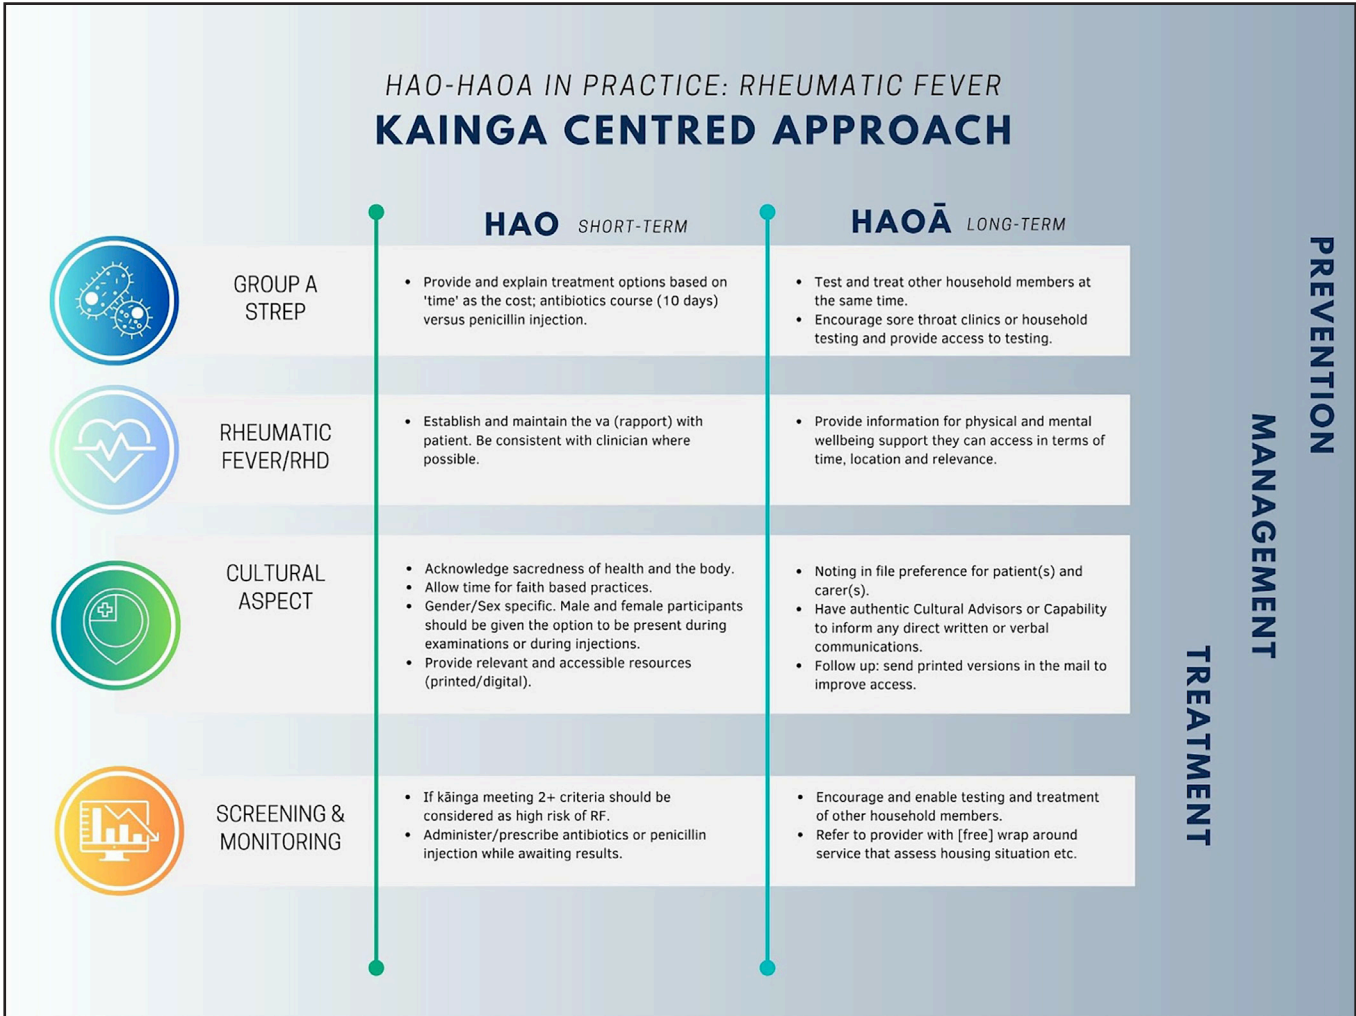 HAO-HAOA IN PRACTICE: RHEUMATIC FEVER
KAINGA CENTRED APPROACH
HAO SHORT-TERM
HAOĀ LONG-TERM
GROUP A
STREP
• Provide and explain treatment options based on
'time' as the cost; antibiotics course (10 days)
versus penicillin injection.
• Test and treat other household members at
the same time.
• Encourage sore throat clinics or household
testing and provide access to testing.
RHEUMATIC
FEVER/RHD
• Establish and maintain the va (rapport) with
patient. Be consistent with clinician where
possible.
• Provide information for physical and mental
wellbeing support they can access in terms of
time, location and relevance.
CULTURAL
ASPECT
• Acknowledge sacredness of health and the body.
• Allow time for faith based practices.
• Gender/Sex specific. Male and female participants
should be given the option to be present during
examinations or during injections.
• Provide relevant and accessible resources
(printed/digital).
• Noting in file preference for patient(s) and
carer(s).
• Have authentic Cultural Advisors or Capability
to inform any direct written or verbal
communications.
• Follow up: send printed versions in the mail to
improve access.
SCREENING &
MONITORING
• If kāinga meeting 2+ criteria should be
considered as high risk of RF.
• Administer/prescribe antibiotics or penicillin
injection while awaiting results.
• Encourage and enable testing and treatment
of other household members.
• Refer to provider with [free] wrap around
service that assess housing situation etc.
PREVENTION
MANAGEMENT
TREATMENT